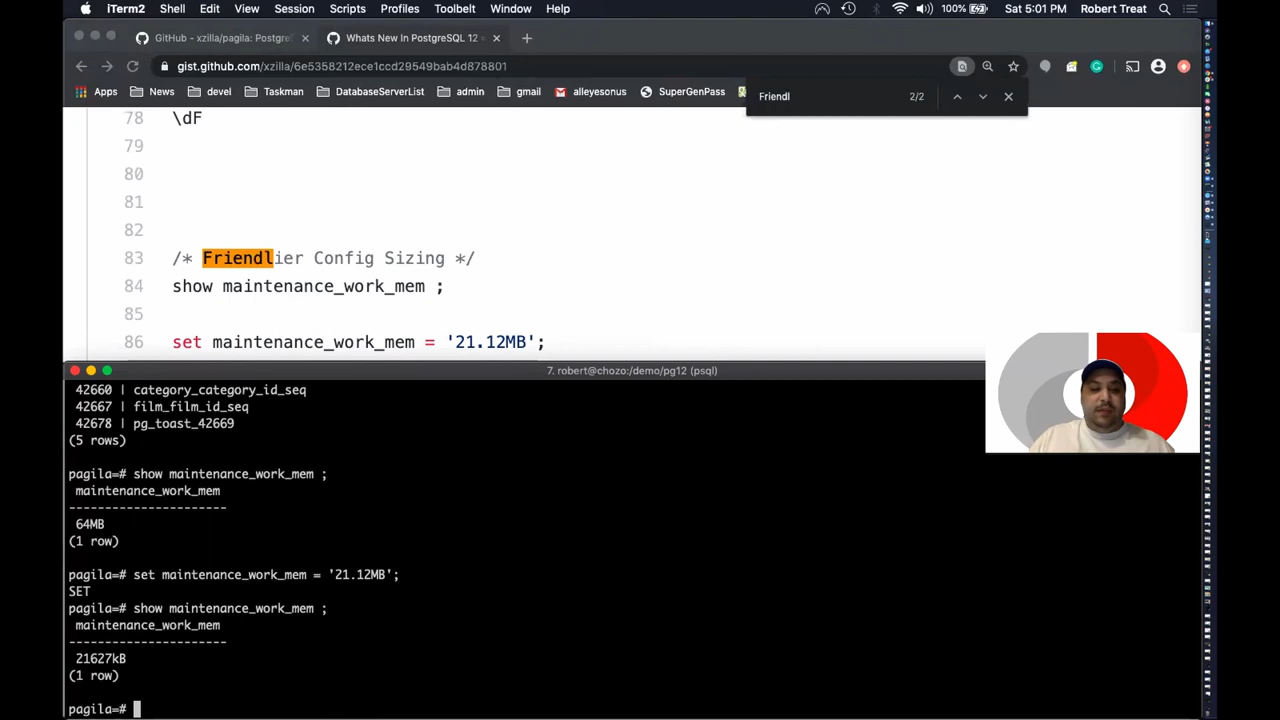 iTerm2 Shell Edit View Session Scripts Profiles Toolbelt Window Help 100% Sat 5:01 PM Robert Treat
GitHub - xzilla/pagila: Postgre
Whats New In PostgreSQL 12
gist.github.com/xzilla/6e5358212ece1ccd29549bab4d878801
Apps News devel Taskman DatabaseServerList admin gmail alleyesonus SuperGenPass
Friendl 2/2
78 \dF
79
80
81
82
83 /* Friendlier Config Sizing */
84 show maintenance_work_mem ;
85
86 set maintenance_work_mem = '21.12MB';
7. robert@chozo:/demo/pg12 (psql)
42660 | category_category_id_seq
42667 | film_film_id_seq
42678 | pg_toast_42669
(5 rows)
pagila=# show maintenance_work_mem ;
maintenance_work_mem
----------------------
64MB
(1 row)
pagila=# set maintenance_work_mem = '21.12MB';
SET
pagila=# show maintenance_work_mem ;
maintenance_work_mem
----------------------
21627kB
(1 row)
pagila=#